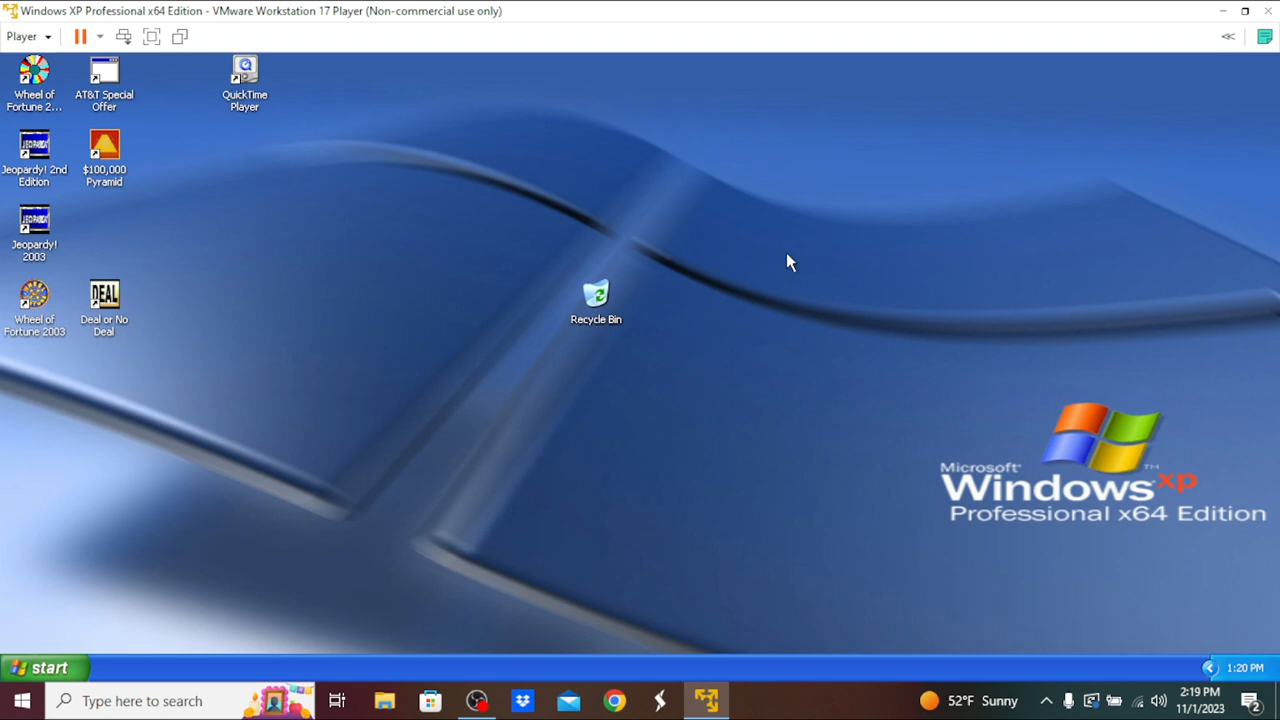 Windows XP Professional x64 Edition - VMware Workstation 17 Player (Non-commercial use only)
Player
Wheel of
Fortune 2...
AT&T Special
Offer
QuickTime
Player
Jeopardy! 2nd
Edition
$100,000
Pyramid
Jeopardy!
2003
Wheel of
Fortune 2003
DEAL
Deal or No
Deal
Recycle Bin
Microsoft®
Windows xp TM
Professional x64 Edition
start
1:20 PM
Type here to search
52°F Sunny
2:19 PM
11/1/2023
2